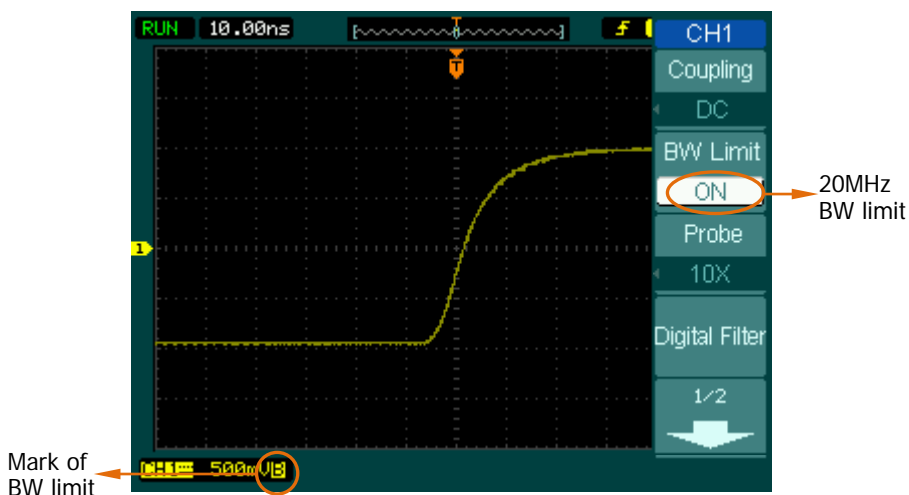 RUN 10.00ns
T
CH1
Coupling
DC
BW Limit
ON
20MHz
BW limit
Probe
10X
Digital Filter
1/2
T
1
CH1 500mV B
Mark of
BW limit